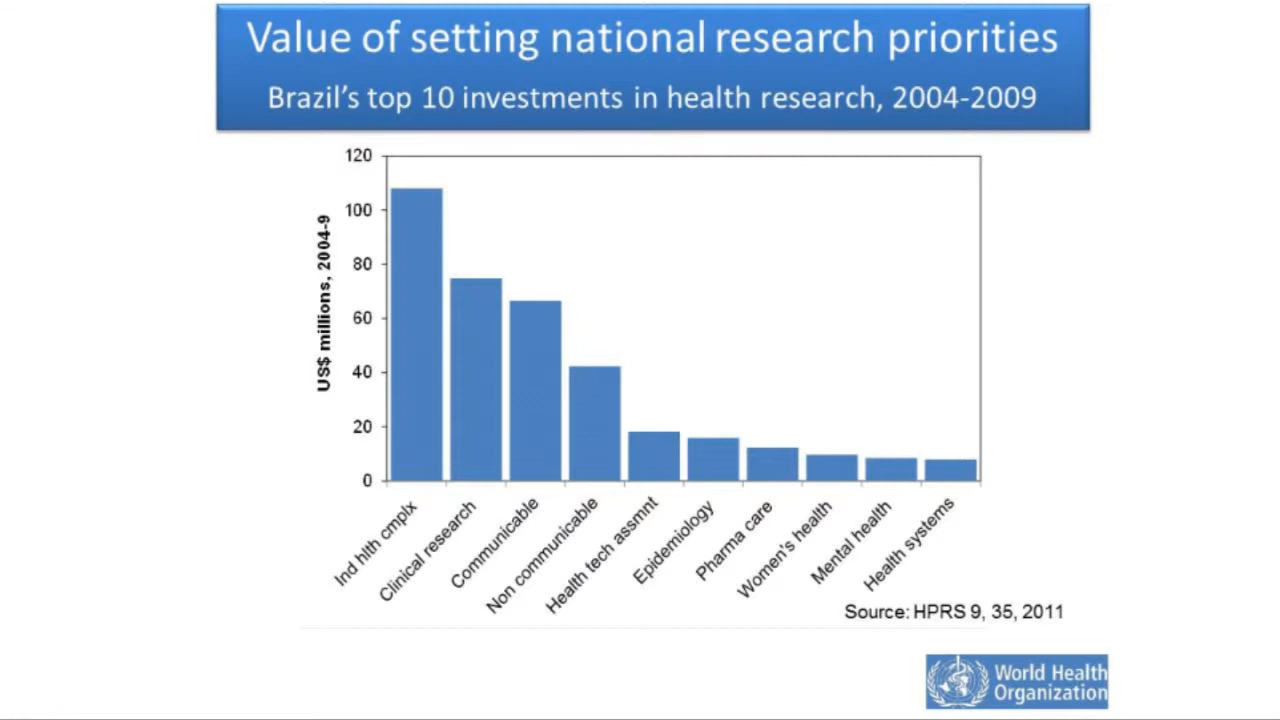 Value of setting national research priorities
Brazil's top 10 investments in health research, 2004-2009
120
100
80
60
40
20
0
US$ millions, 2004-9
Ind hlth cmplx
Clinical research
Communicable
Non communicable
Health tech assmnt
Epidemiology
Pharma care
Women's health
Mental health
Health systems
Source: HPRS 9, 35, 2011
World Health
Organization